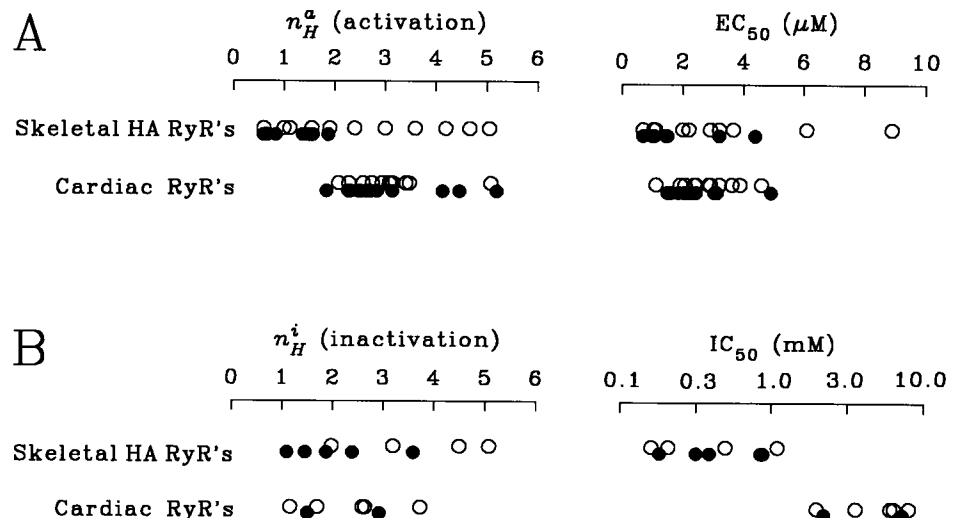 A
n_H^a (activation)
EC₅₀ (μM)
0 1 2 3 4 5 6
0 2 4 6 8 10
Skeletal HA RyR's
Cardiac RyR's
B
n_H^i (inactivation)
IC₅₀ (mM)
0 1 2 3 4 5 6
0.1 0.3 1.0 3.0 10.0
Skeletal HA RyR's
Cardiac RyR's